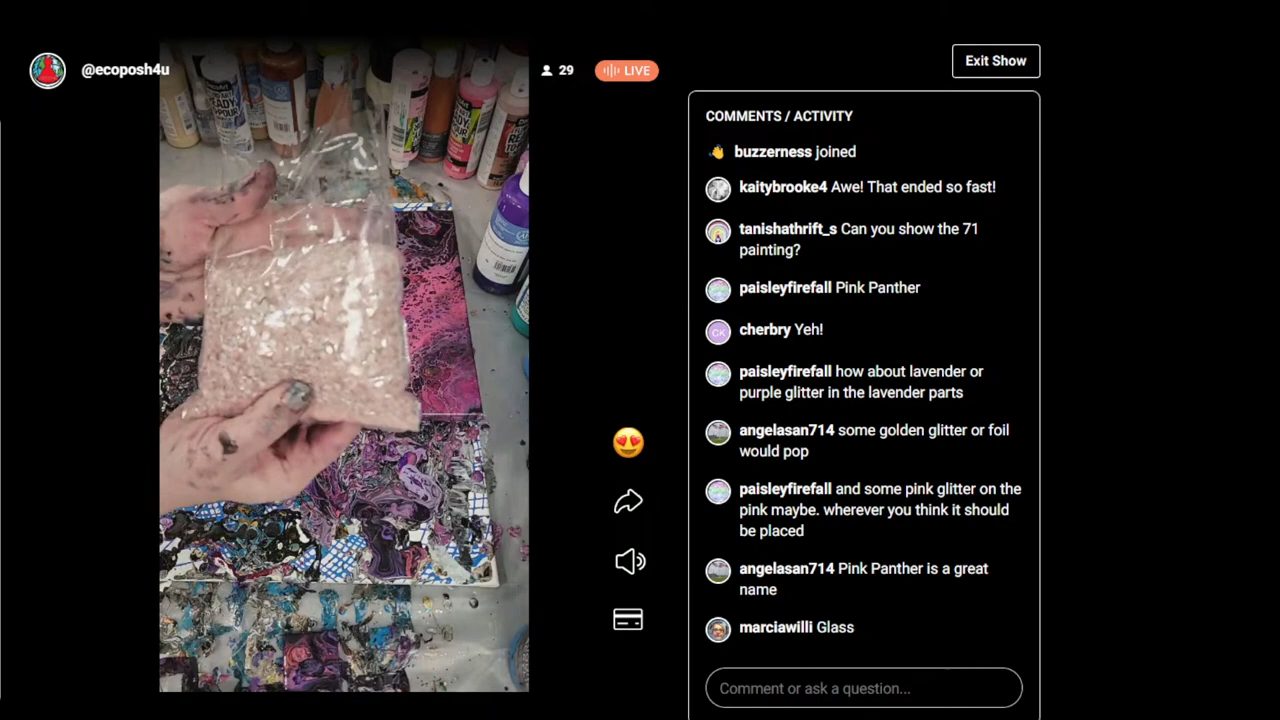 @ecoposh4u
29
LIVE
Exit Show
COMMENTS / ACTIVITY
buzzerness joined
kaitybrooke4 Awe! That ended so fast!
tanishathrift_s Can you show the 71
painting?
paisleyfirefall Pink Panther
CK
cherbry Yeh!
paisleyfirefall how about lavender or
purple glitter in the lavender parts
angelasan714 some golden glitter or foil
would pop
paisleyfirefall and some pink glitter on the
pink maybe. wherever you think it should
be placed
angelasan714 Pink Panther is a great
name
marciawilli Glass
Comment or ask a question...